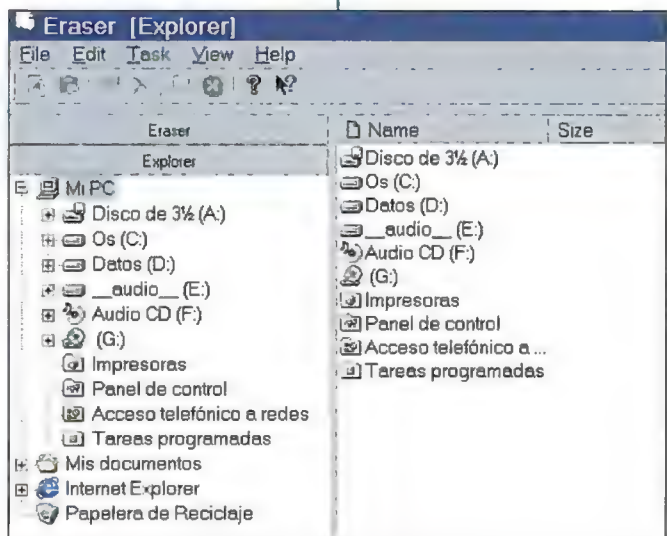 Eraser [Explorer]
File Edit Task View Help
Eraser
Explorer
Mi PC
Disco de 3½ (A:)
Os (C:)
Datos (D:)
__audio__ (E:)
Audio CD (F:)
(G:)
Impresoras
Panel de control
Acceso telefónico a redes
Tareas programadas
Mis documentos
Internet Explorer
Papelera de Reciclaje
Name Size
Disco de 3½ (A:)
Os (C:)
Datos (D:)
__audio__ (E:)
Audio CD (F:)
(G:)
Impresoras
Panel de control
Acceso telefónico a ...
Tareas programadas